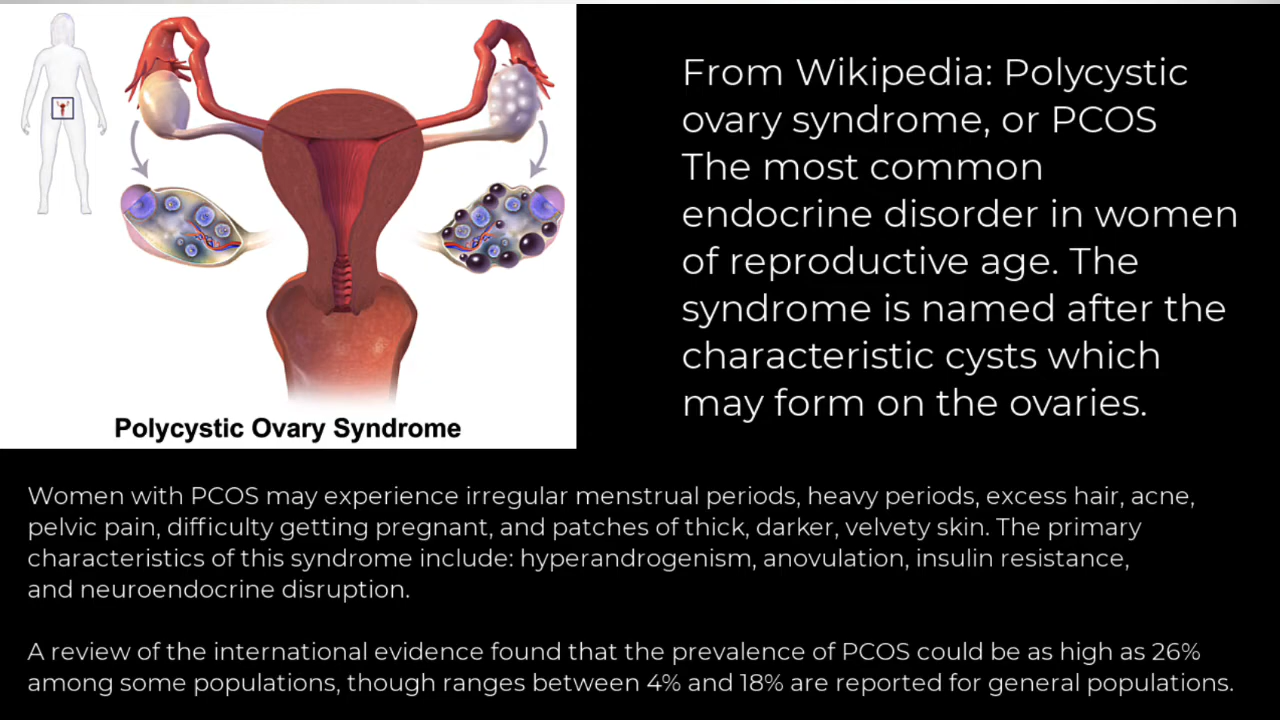 From Wikipedia: Polycystic
ovary syndrome, or PCOS
The most common
endocrine disorder in women
of reproductive age. The
syndrome is named after the
characteristic cysts which
may form on the ovaries.
Polycystic Ovary Syndrome
Women with PCOS may experience irregular menstrual periods, heavy periods, excess hair, acne,
pelvic pain, difficulty getting pregnant, and patches of thick, darker, velvety skin. The primary
characteristics of this syndrome include: hyperandrogenism, anovulation, insulin resistance,
and neuroendocrine disruption.
A review of the international evidence found that the prevalence of PCOS could be as high as 26%
among some populations, though ranges between 4% and 18% are reported for general populations.